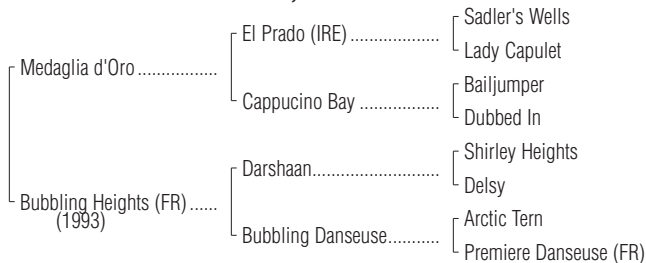 Sadler's Wells
El Prado (IRE) ...................
Lady Capulet
Medaglia d'Oro .................
Bailjumper
Cappucino Bay .................
Dubbed In
Shirley Heights
Darshaan..........................
Delsy
Bubbling Heights (FR) ......
(1993)
Arctic Tern
Bubbling Danseuse...........
Premiere Danseuse (FR)